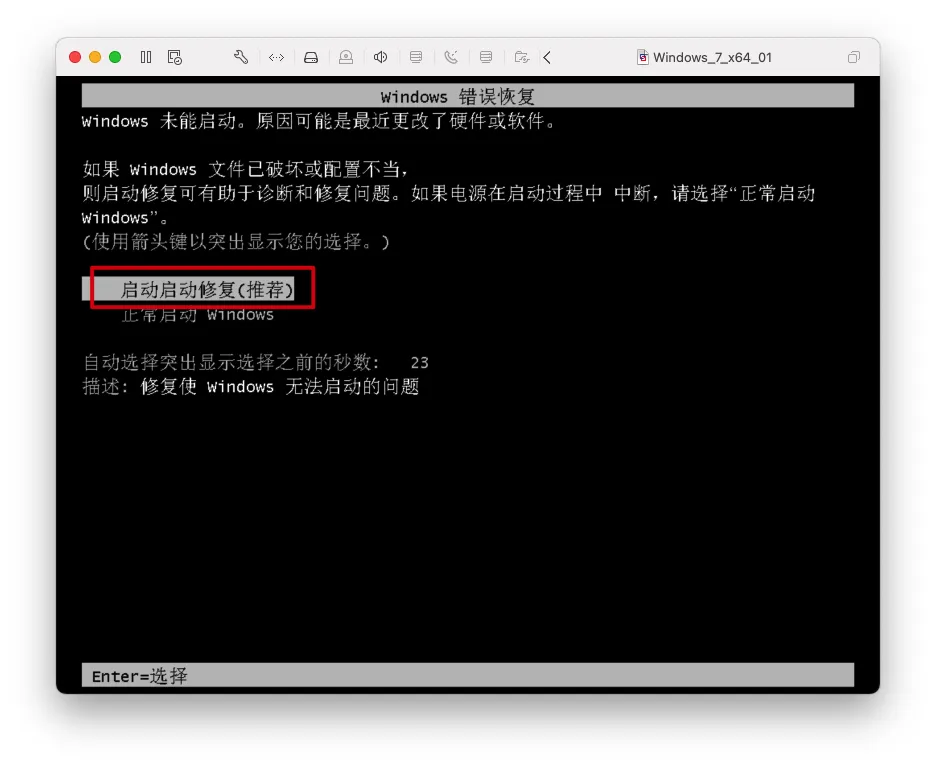 Windows_7_x64_01
Windows 错误恢复
Windows 未能启动。原因可能是最近更改了硬件或软件。
如果 Windows 文件已破坏或配置不当，
则启动修复可有助于诊断和修复问题。如果电源在启动过程中 中断，请选择“正常启动
Windows”。
(使用箭头键以突出显示您的选择。)
启动启动修复(推荐)
正常启动 Windows
自动选择突出显示选择之前的秒数: 23
描述: 修复使 Windows 无法启动的问题
Enter=选择